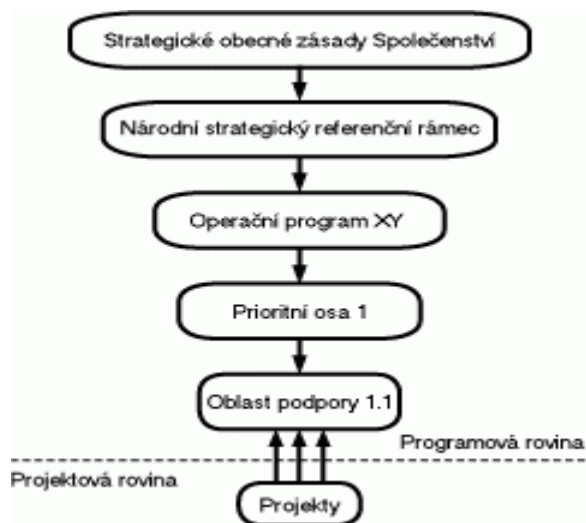 Strategické obecné zásady Společenství
Národní strategický referenční rámec
Operační program XY
Prioritní osa 1
Oblast podpory 1.1
Programová rovina
Projektová rovina
Projekty